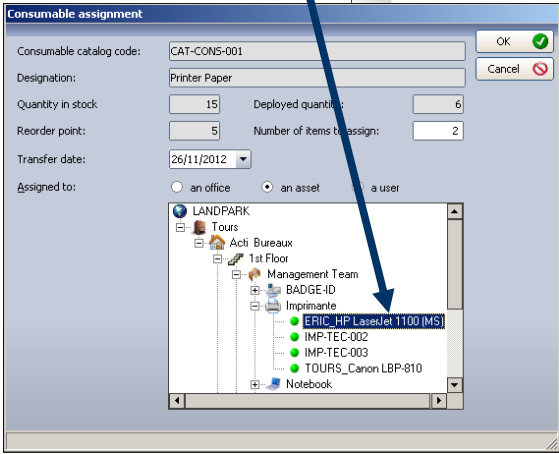 Consumable assignment
Consumable catalog code: CAT-CONS-001 OK
Designation: Printer Paper Cancel
Quantity in stock 15 Deployed quantity: 6
Reorder point: 5 Number of items to assign: 2
Transfer date: 26/11/2012
Assigned to: an office an asset a user
LANDPARK
Tours
Acti Bureaux
1st Floor
Management Team
BADGE-ID
Imprimante
ERIC_HP LaserJet 1100 (MS)
IMP-TEC-002
IMP-TEC-003
TOURS_Canon LBP-810
Notebook